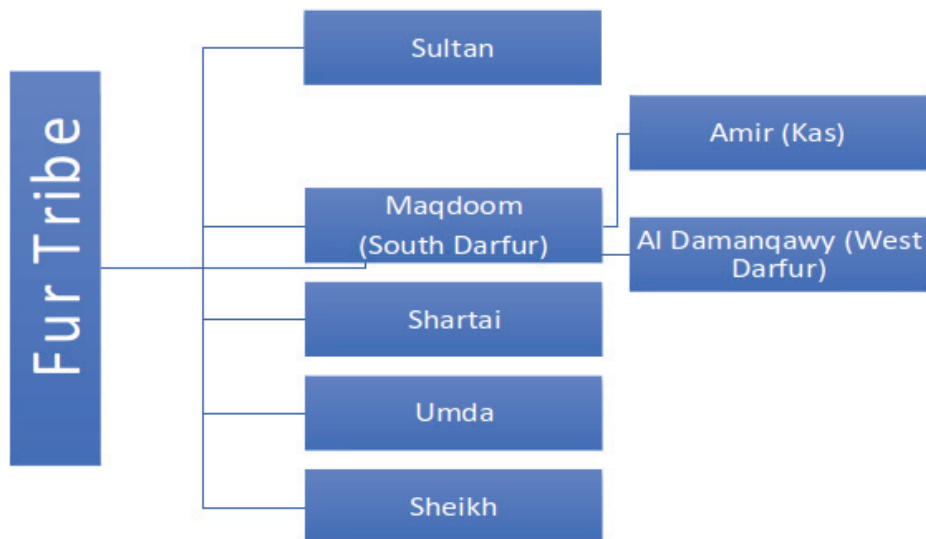 Fur Tribe
Sultan
Maqdoom
(South Darfur)
Amir (Kas)
Al Damanqawy (West
Darfur)
Shartai
Umda
Sheikh